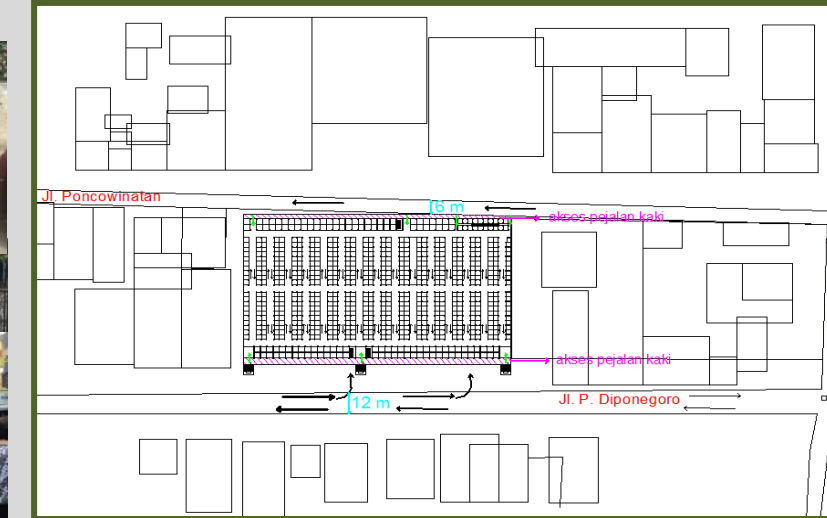 Jl. Poncowinatan
6 m
akses pejalan kaki
akses pejalan kaki
Jl. P. Diponegoro
12 m